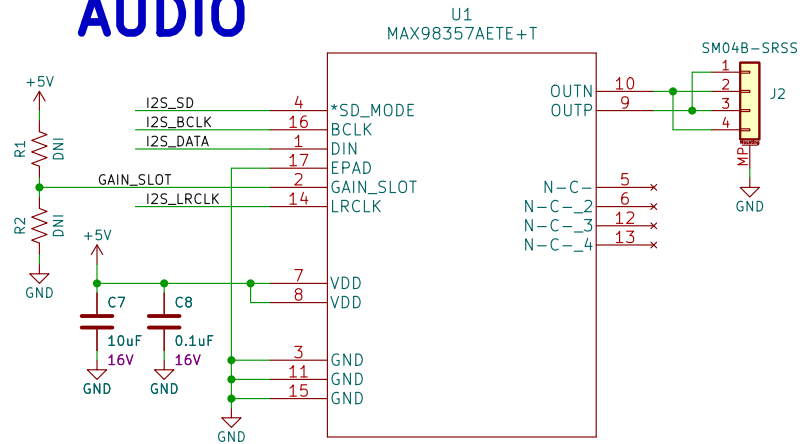 AUDIO
U1
MAX98357AETE+T
SM04B-SRSS
+5V
I2S_SD 4 *SD_MODE
I2S_BCLK 16 BCLK
I2S_DATA 1 DIN
17 EPAD
GAIN_SLOT 2 GAIN_SLOT
I2S_LRCLK 14 LRCLK
R1 DNI
R2 DNI
GND
+5V
7 VDD
8 VDD
C7
10uF
16V
GND
C8
0.1uF
16V
GND
3 GND
11 GND
15 GND
GND
OUTN 10
OUTP 9
N-C- 5
N-C-_2 6
N-C-_3 12
N-C-_4 13
1
2
3
4
J2
MP
GND